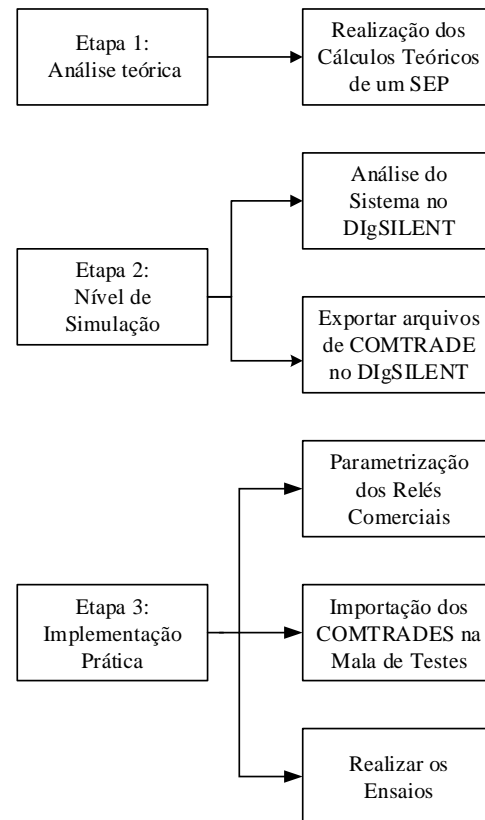 Etapa 1:
Análise teórica
Realização dos
Cálculos Teóricos
de um SEP
Análise do
Sistema no
DIgSILENT
Etapa 2:
Nível de
Simulação
Exportar arquivos
de COMTRADE
no DIgSILENT
Parametrização
dos Relés
Comerciais
Etapa 3:
Implementação
Prática
Importação dos
COMTRADES na
Mala de Testes
Realizar os
Ensaios